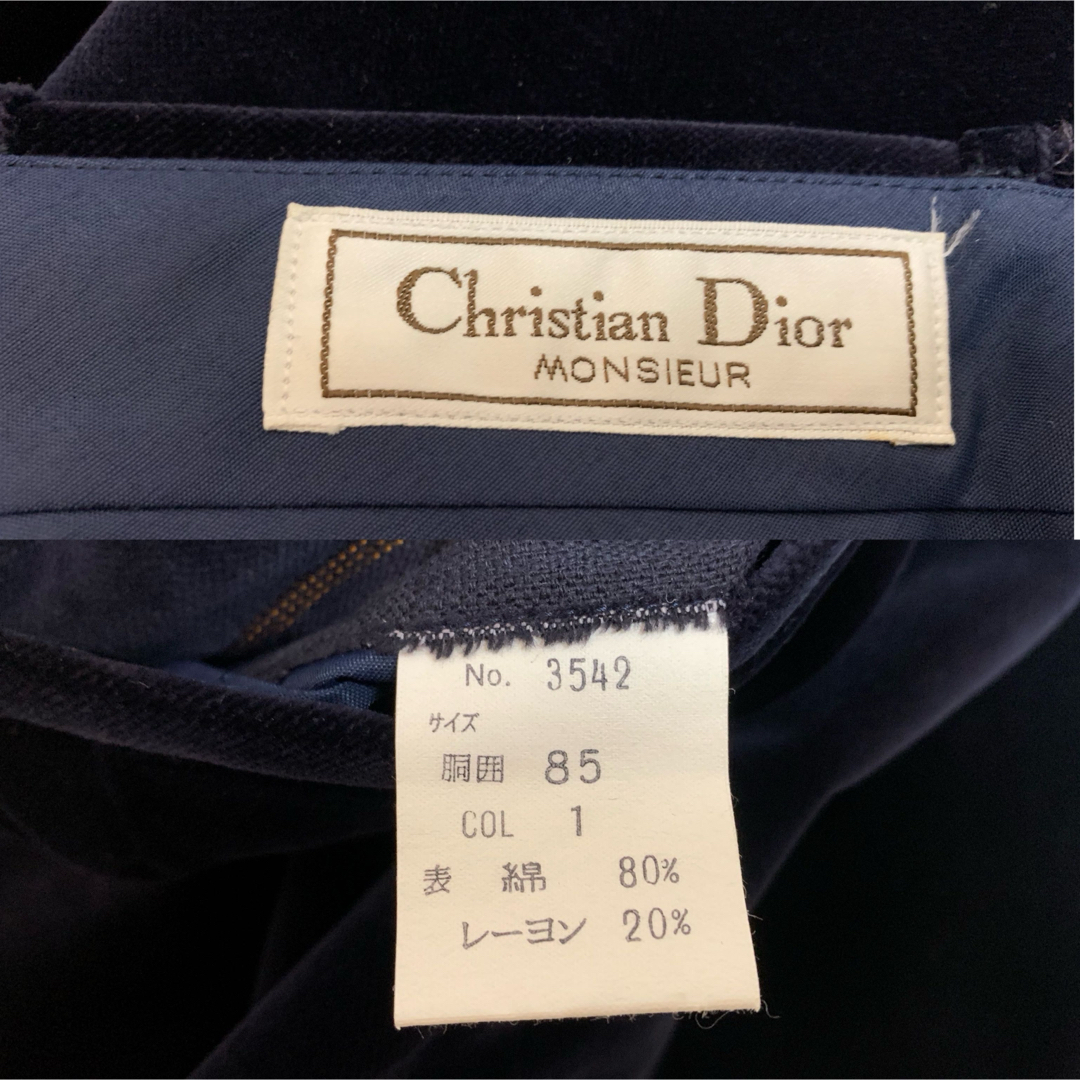 Christian Dior
MONSIEUR
No. 3542
サイズ
胴囲 85
COL 1
表 綿 80%
レーヨン 20%